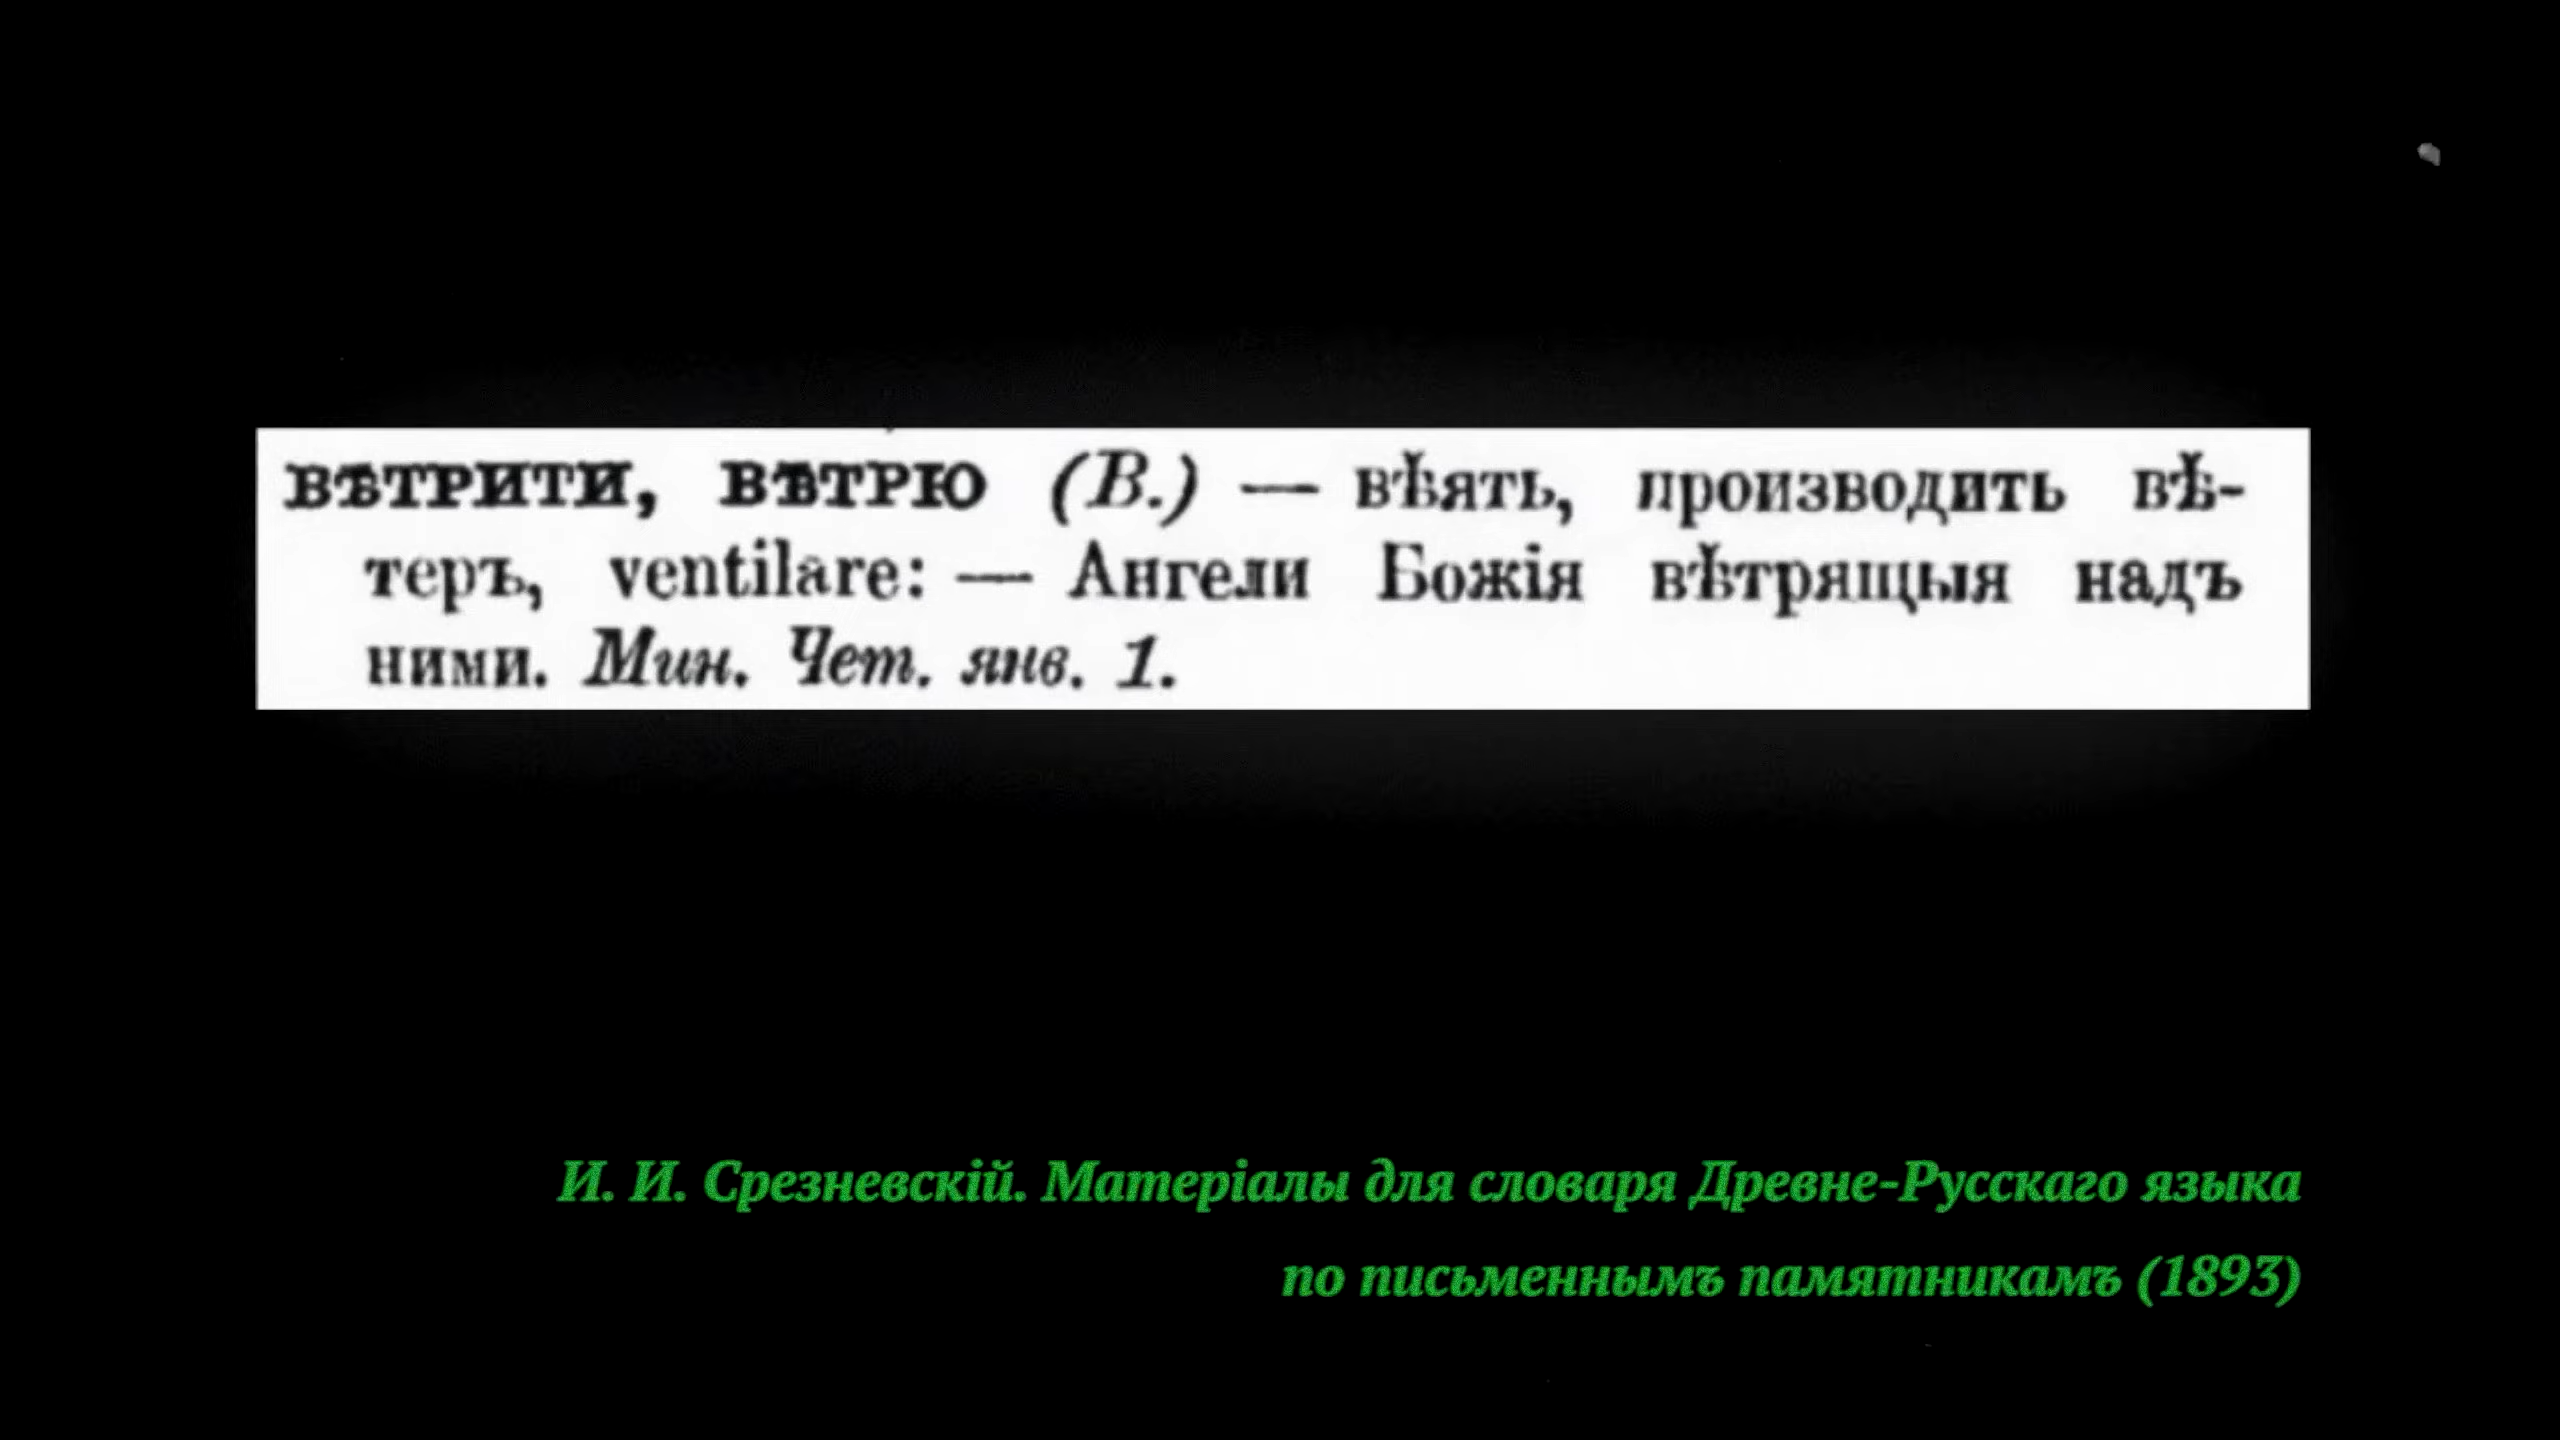 вѣтрити, вѣтрю (В.) — вѣять, производить вѣ-
теръ, ventilare: — Ангели Божія вѣтрящыя надъ
ними. Мин. Чет. янв. 1.
И. И. Срезневскій. Матеріалы для словаря Древне-Русскаго языка
по письменнымъ памятникамъ (1893)